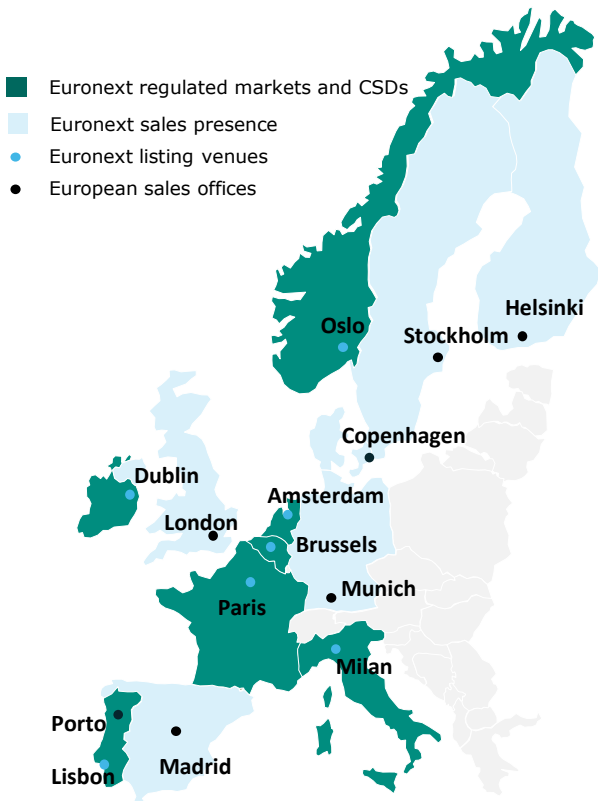 Euronext regulated markets and CSDs
Euronext sales presence
Euronext listing venues
European sales offices
Helsinki
Oslo
Stockholm
Copenhagen
Dublin
Amsterdam
London
Brussels
Munich
Paris
Milan
Porto
Madrid
Lisbon